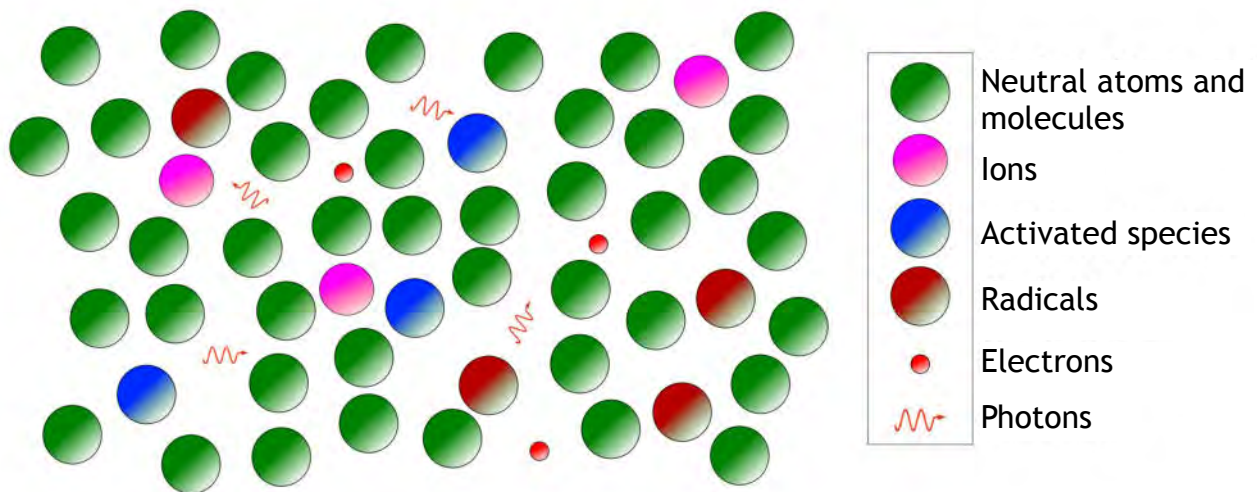 Neutral atoms and
molecules
Ions
Activated species
Radicals
Electrons
Photons